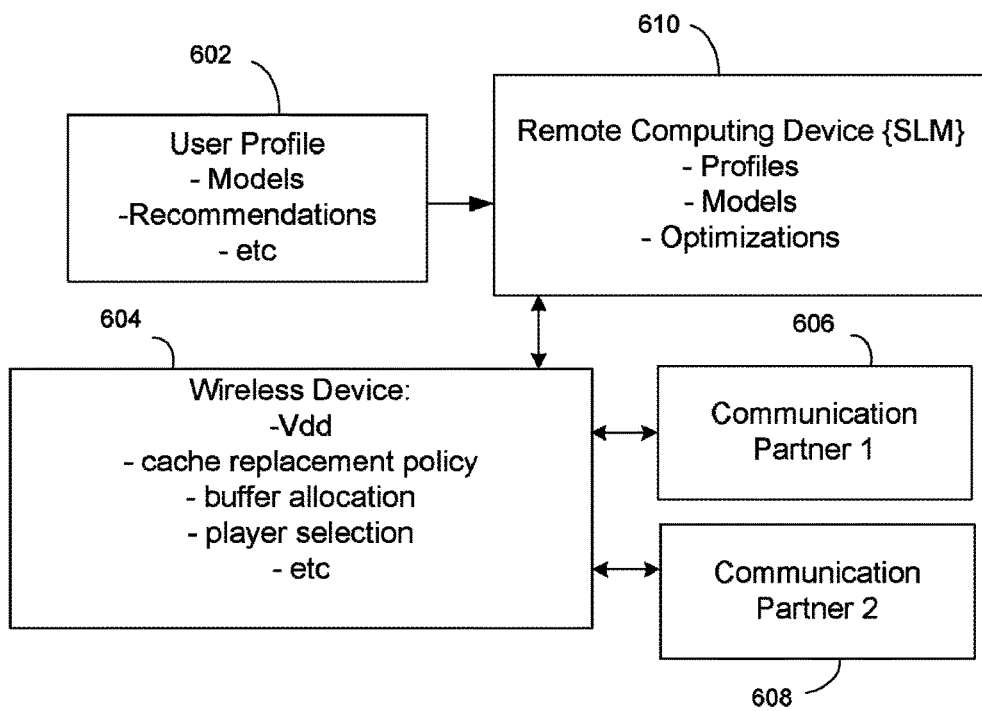 610
602
User Profile
- Models
-Recommendations
- etc
Remote Computing Device {SLM}
- Profiles
- Models
- Optimizations
604
606
Wireless Device:
-Vdd
- cache replacement policy
- buffer allocation
- player selection
- etc
Communication
Partner 1
Communication
Partner 2
608